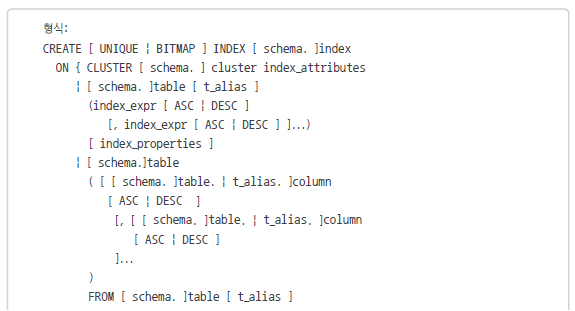 형식:
CREATE [ UNIQUE ¦ BITMAP ] INDEX [ schema. ]index
ON { CLUSTER [ schema. ] cluster index_attributes
¦ [ schema. ]table [ t_alias ]
(index_expr [ ASC ¦ DESC ]
[, index_expr [ ASC ¦ DESC ] ]...)
[ index_properties ]
¦ [ schema.]table
( [ [ schema. ]table. ¦ t_alias. ]column
[ ASC ¦ DESC ]
[, [ [ schema. ]table. ¦ t_alias. ]column
[ ASC ¦ DESC ]
]...
)
FROM [ schema. ]table [ t_alias ]